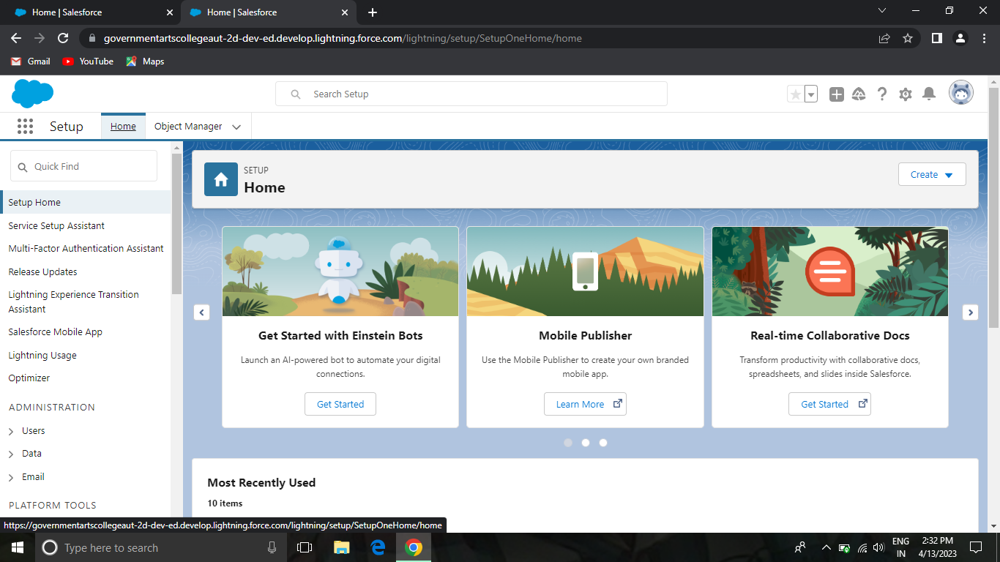 Home | Salesforce
Home | Salesforce
governmentartscollegeaut-2d-dev-ed.develop.lightning.force.com/lightning/setup/SetupOneHome/home
Gmail
YouTube
Maps
Search Setup
Setup
Home
Object Manager
Quick Find
Setup Home
Service Setup Assistant
Multi-Factor Authentication Assistant
Release Updates
Lightning Experience Transition
Assistant
Salesforce Mobile App
Lightning Usage
Optimizer
ADMINISTRATION
Users
Data
Email
PLATFORM TOOLS
SETUP
Home
Create
Get Started with Einstein Bots
Launch an AI-powered bot to automate your digital
connections.
Get Started
Mobile Publisher
Use the Mobile Publisher to create your own branded
mobile app.
Learn More
Real-time Collaborative Docs
Transform productivity with collaborative docs,
spreadsheets, and slides inside Salesforce.
Get Started
Most Recently Used
10 items
https://governmentartscollegeaut-2d-dev-ed.develop.lightning.force.com/lightning/setup/SetupOneHome/home
Type here to search
ENG
IN
2:32 PM
4/13/2023